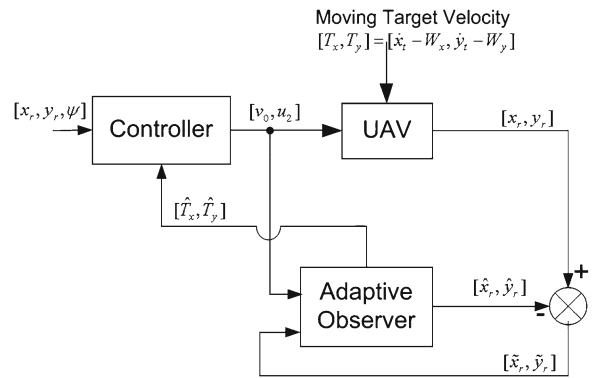 Moving Target Velocity
[T_x, T_y] = [ẋ_t − W_x, ẏ_t − W_y]
[x_r, y_r, ψ]
Controller
[v_0, u_2]
UAV
[x_r, y_r]
[T̂_x, T̂_y]
+
Adaptive
Observer
[x̂_r, ŷ_r]
-
[x̃_r, ỹ_r]